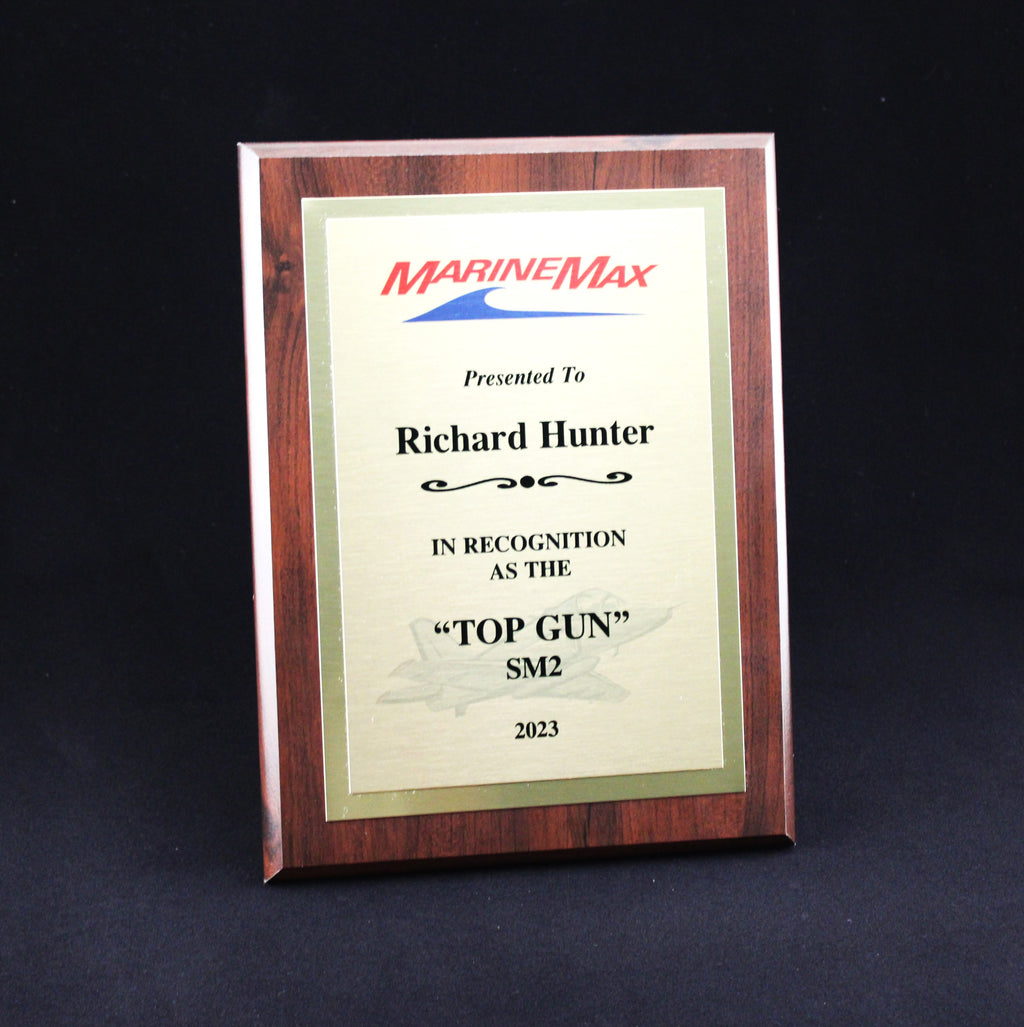 MARINEMAX
Presented To
Richard Hunter
IN RECOGNITION
AS THE
“TOP GUN”
SM2
2023